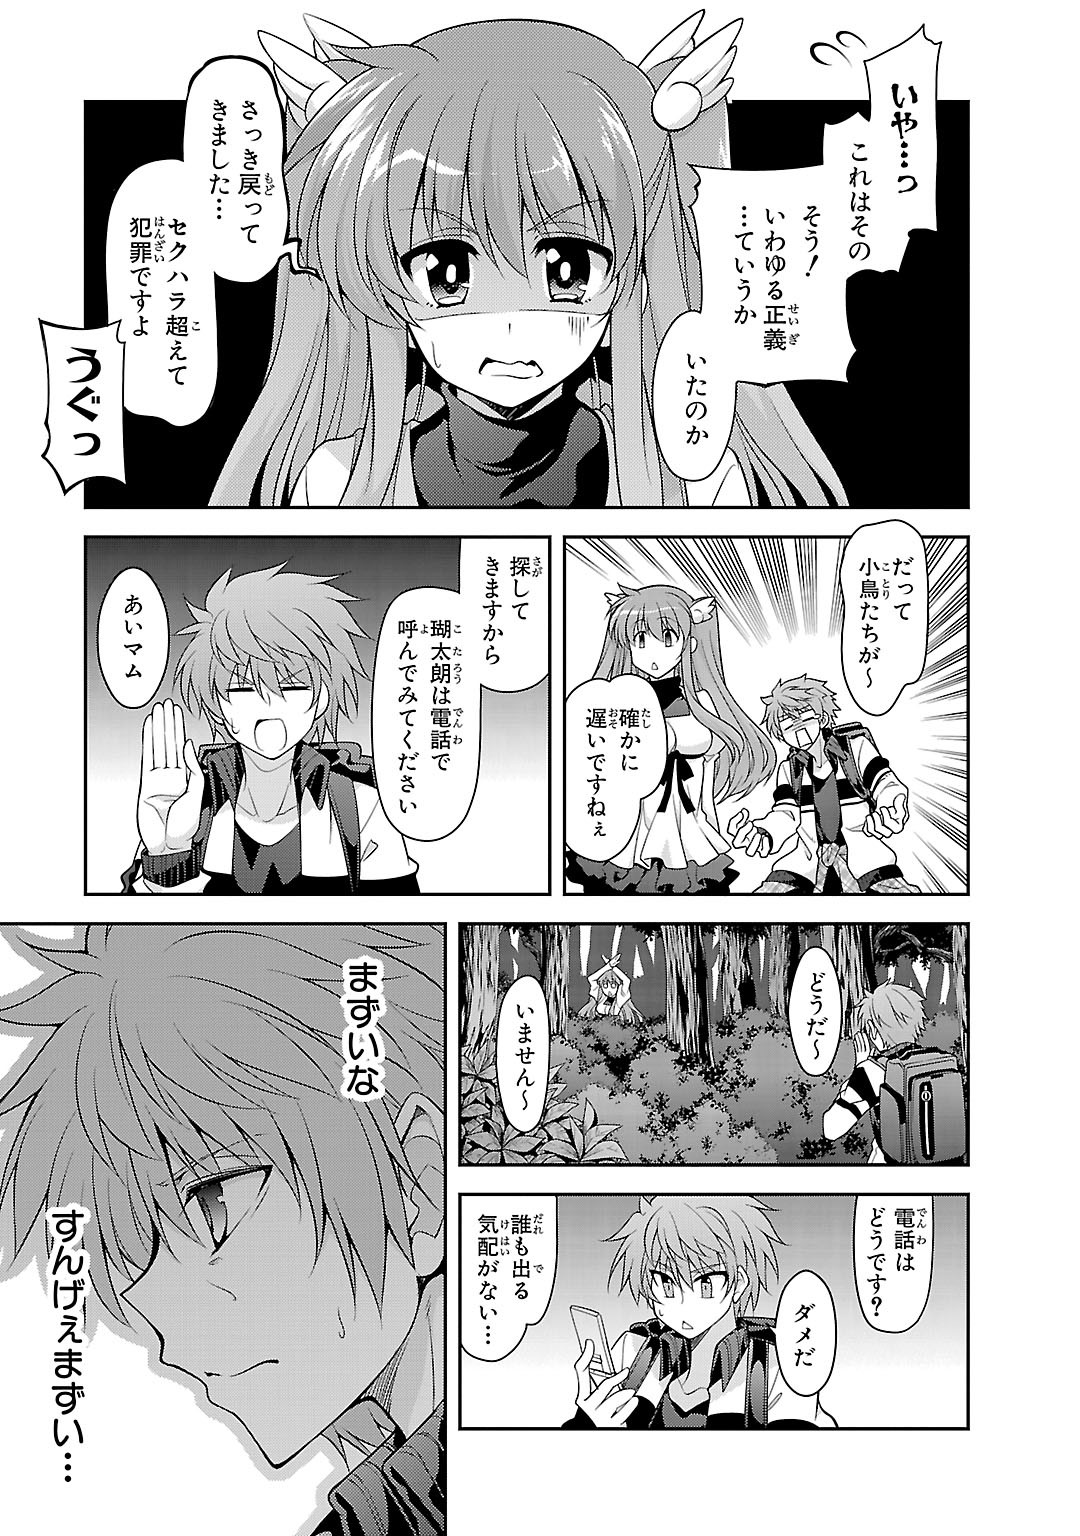 いや…っ
これはその
そう！
いわゆる正義
…ていうか
いたのか
さっき戻って
きました…
セクハラ超えて
犯罪ですよ
うぐっ
だって
小鳥たちが～
確かに
遅いですねぇ
探して
きますから
瑚太朗は電話で
呼んでみてください
あいマム
どうだ～
いません～
電話は
どうです？
ダメだ
誰も出る
気配がない…
まずいな
すんげぇまずい…